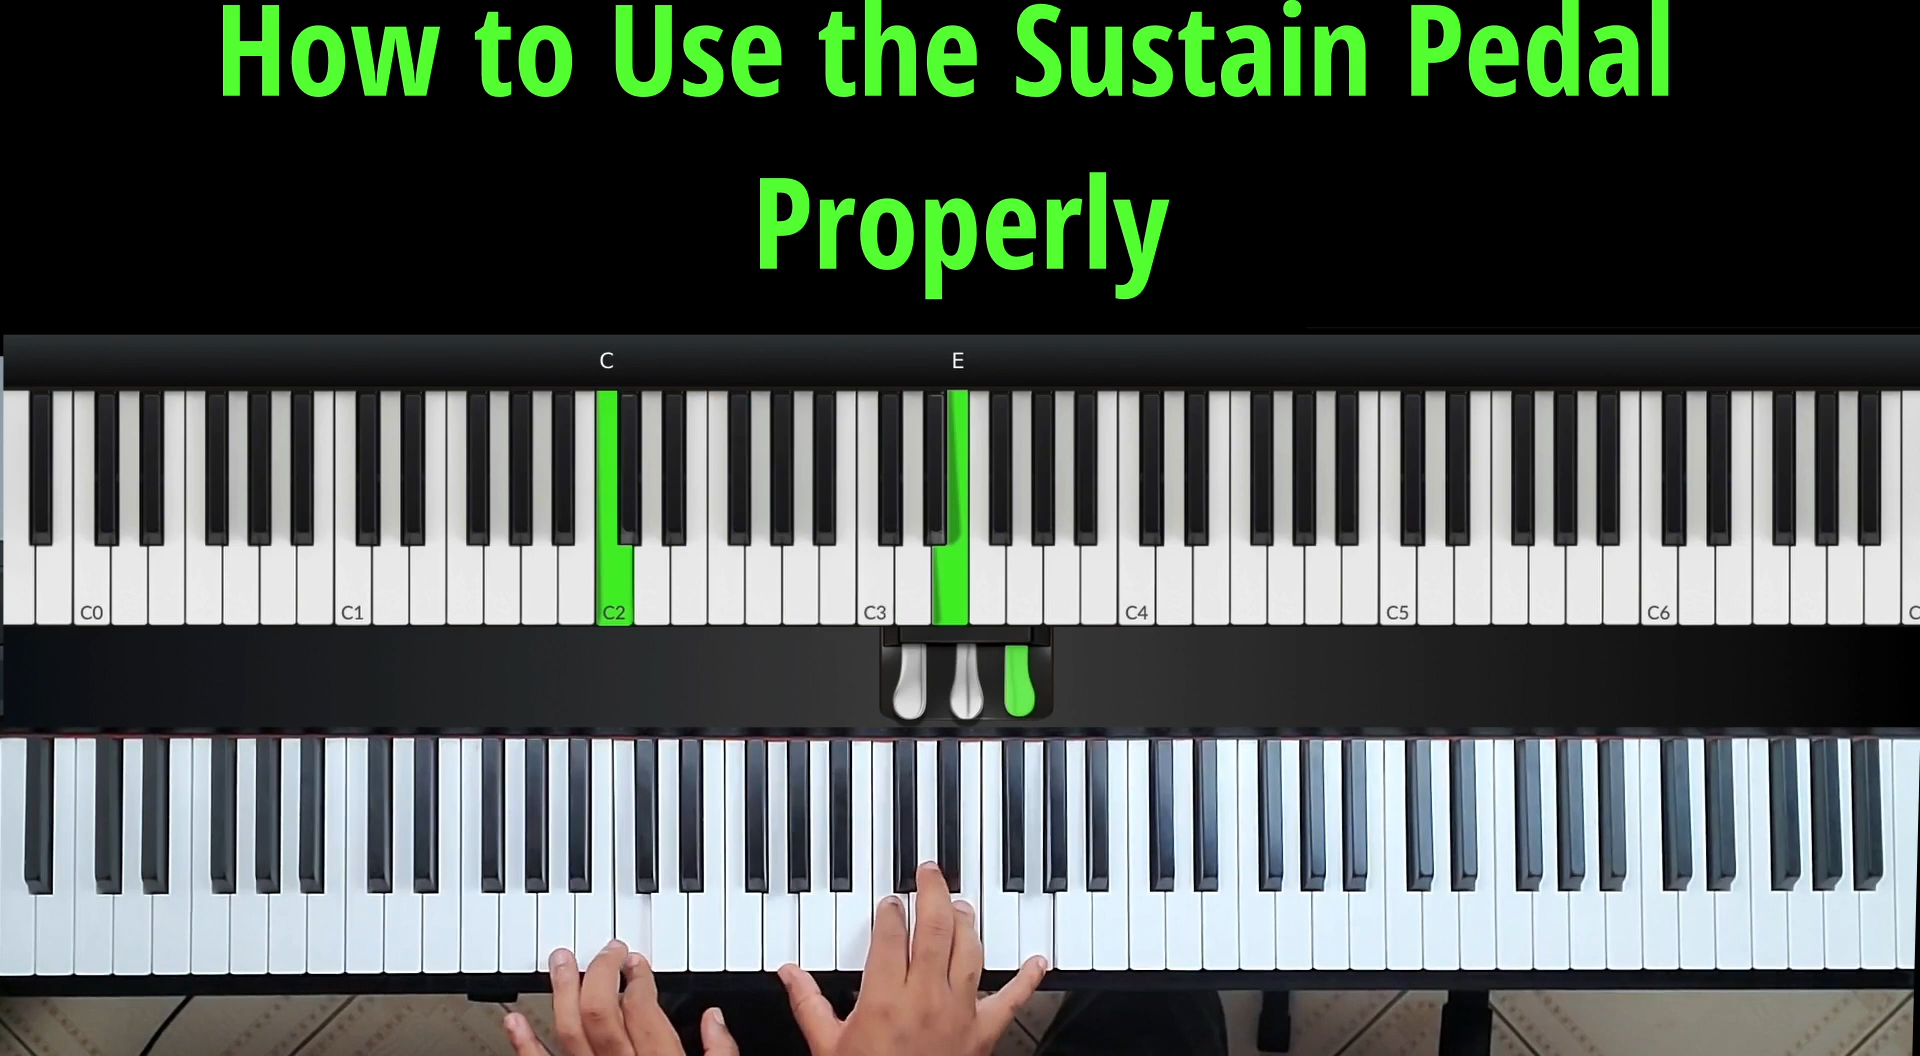 How to Use the Sustain Pedal
Properly
C E
C0 C1 C2 C3 C4 C5 C6 C